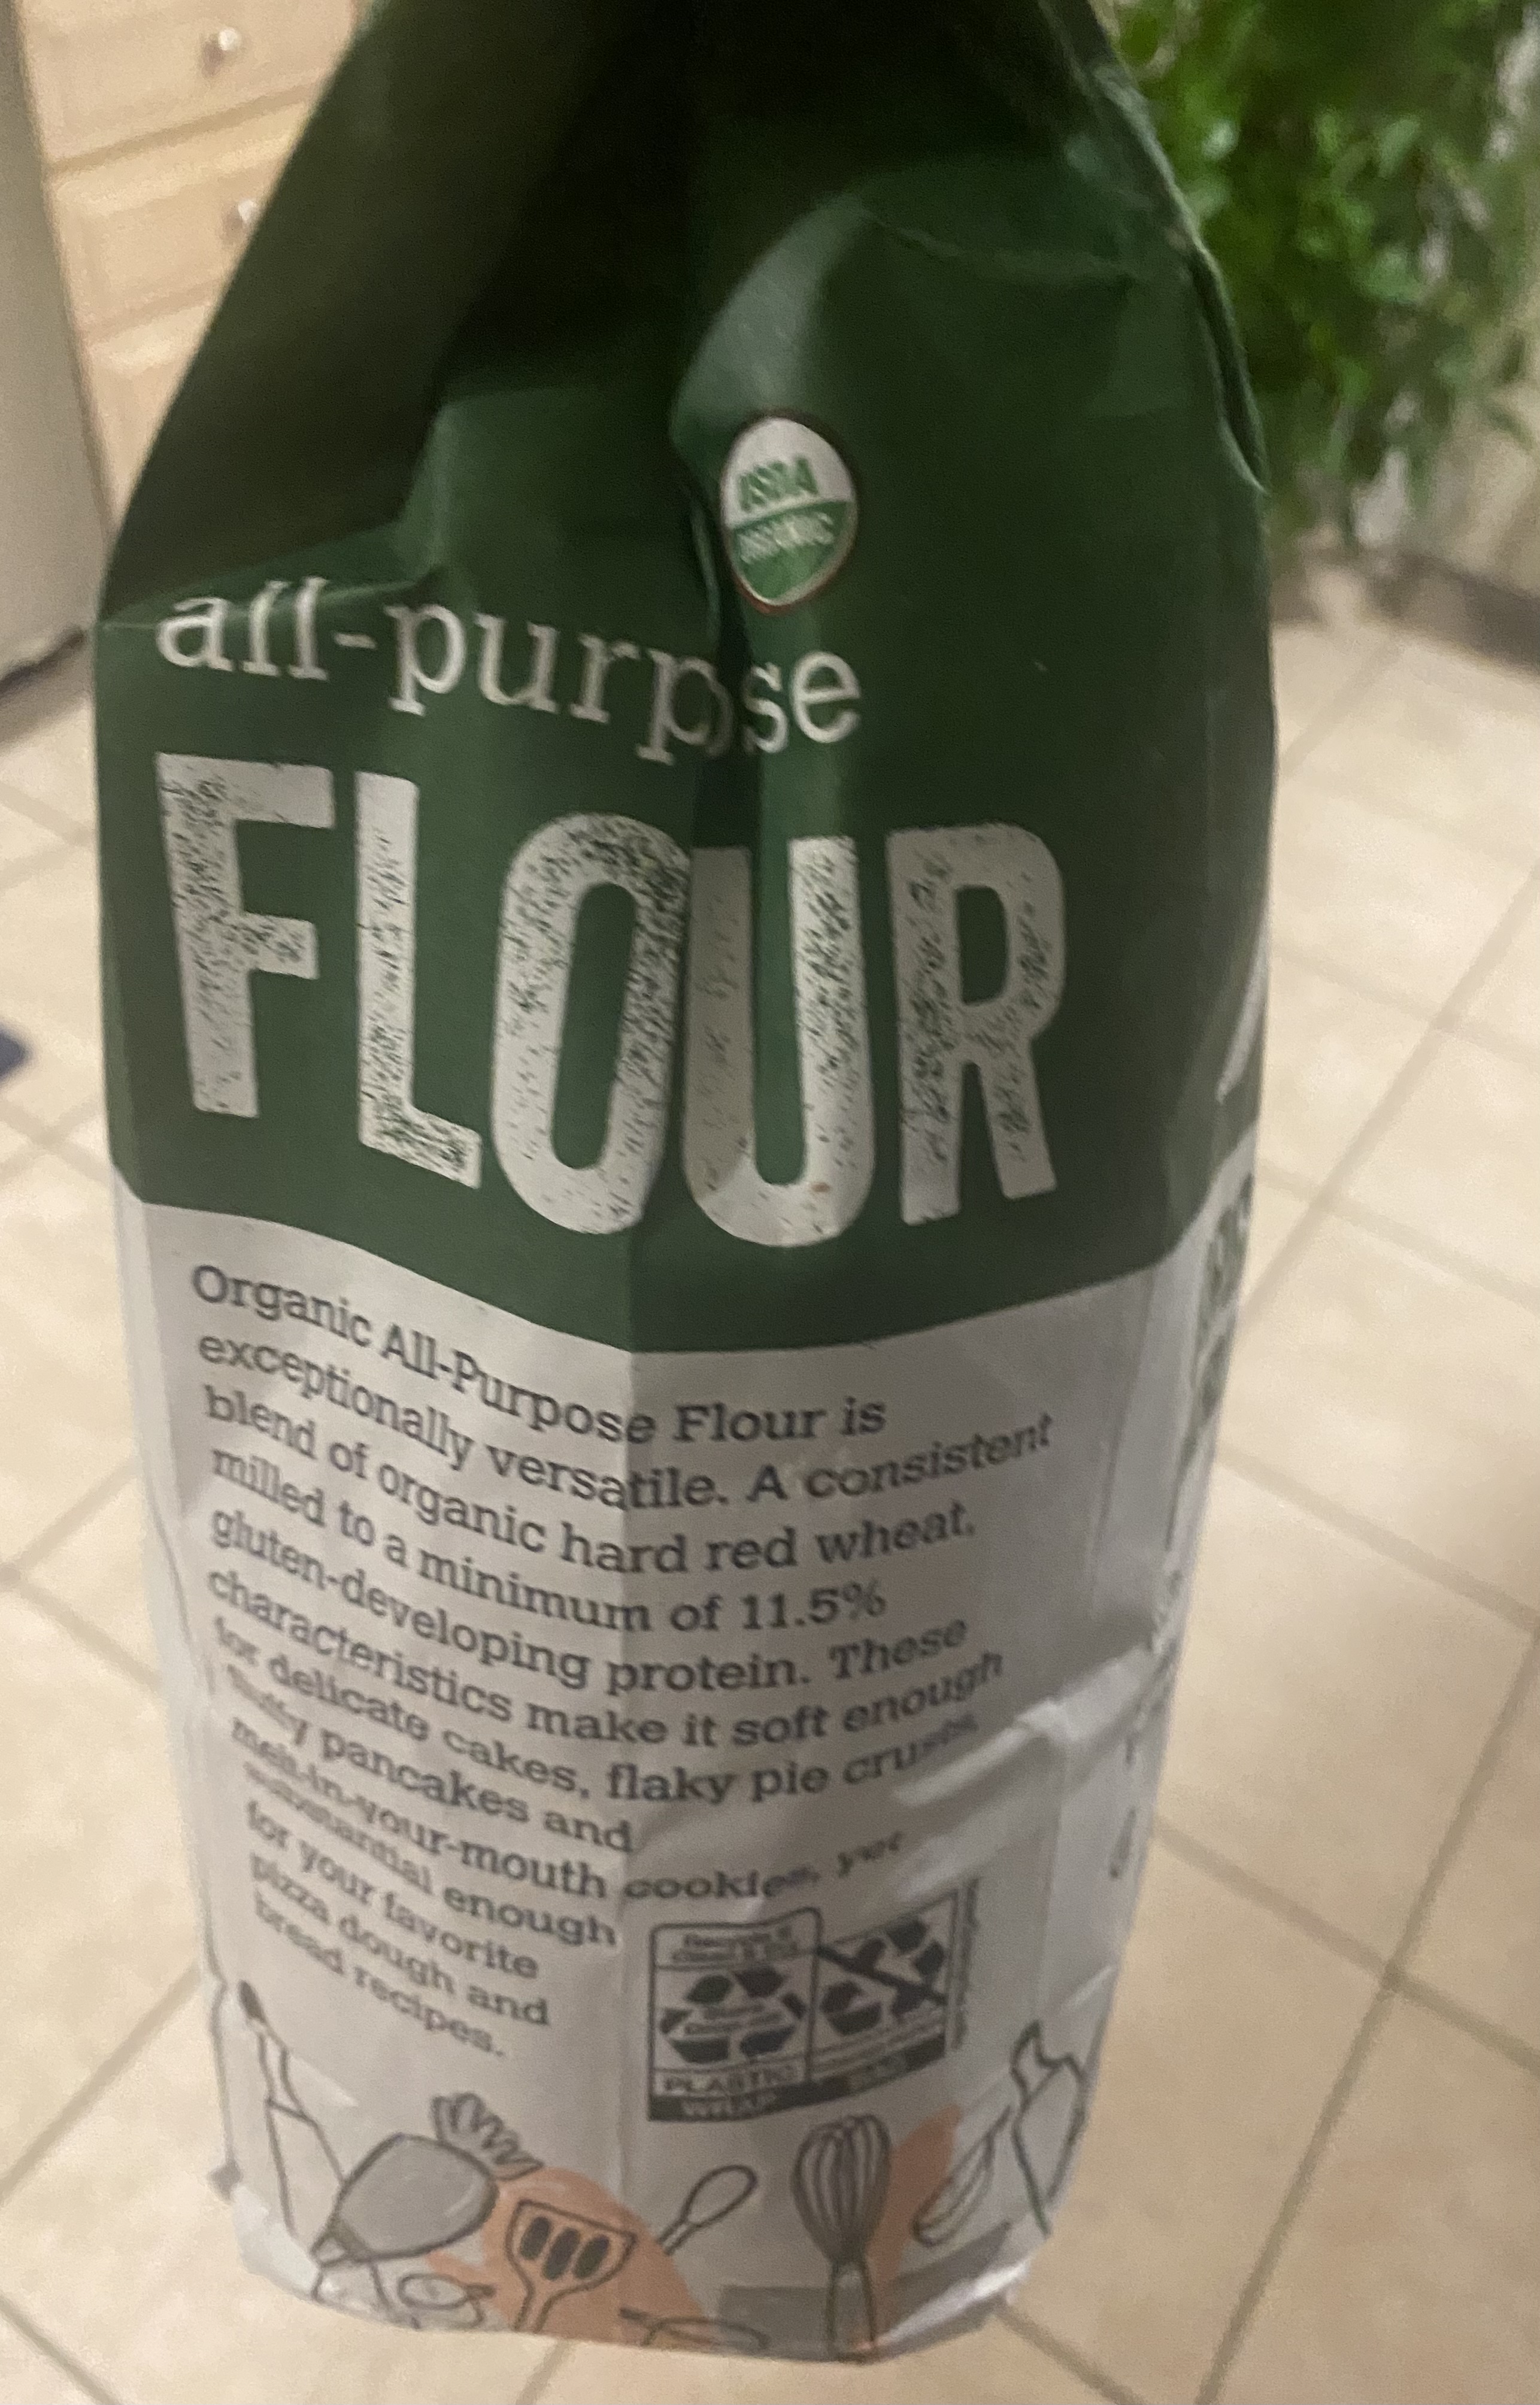 USDA
ORGANIC
all-purpose
FLOUR
Organic All-Purpose Flour is
exceptionally versatile. A consistent
blend of organic hard red wheat,
milled to a minimum of 11.5%
gluten-developing protein. These
characteristics make it soft enough
for delicate cakes, flaky pie crusts,
fluffy pancakes and
melt-in-your-mouth cookies, yet
substantial enough
for your favorite
pizza dough and
bread recipes.
PLASTIC
WRAP